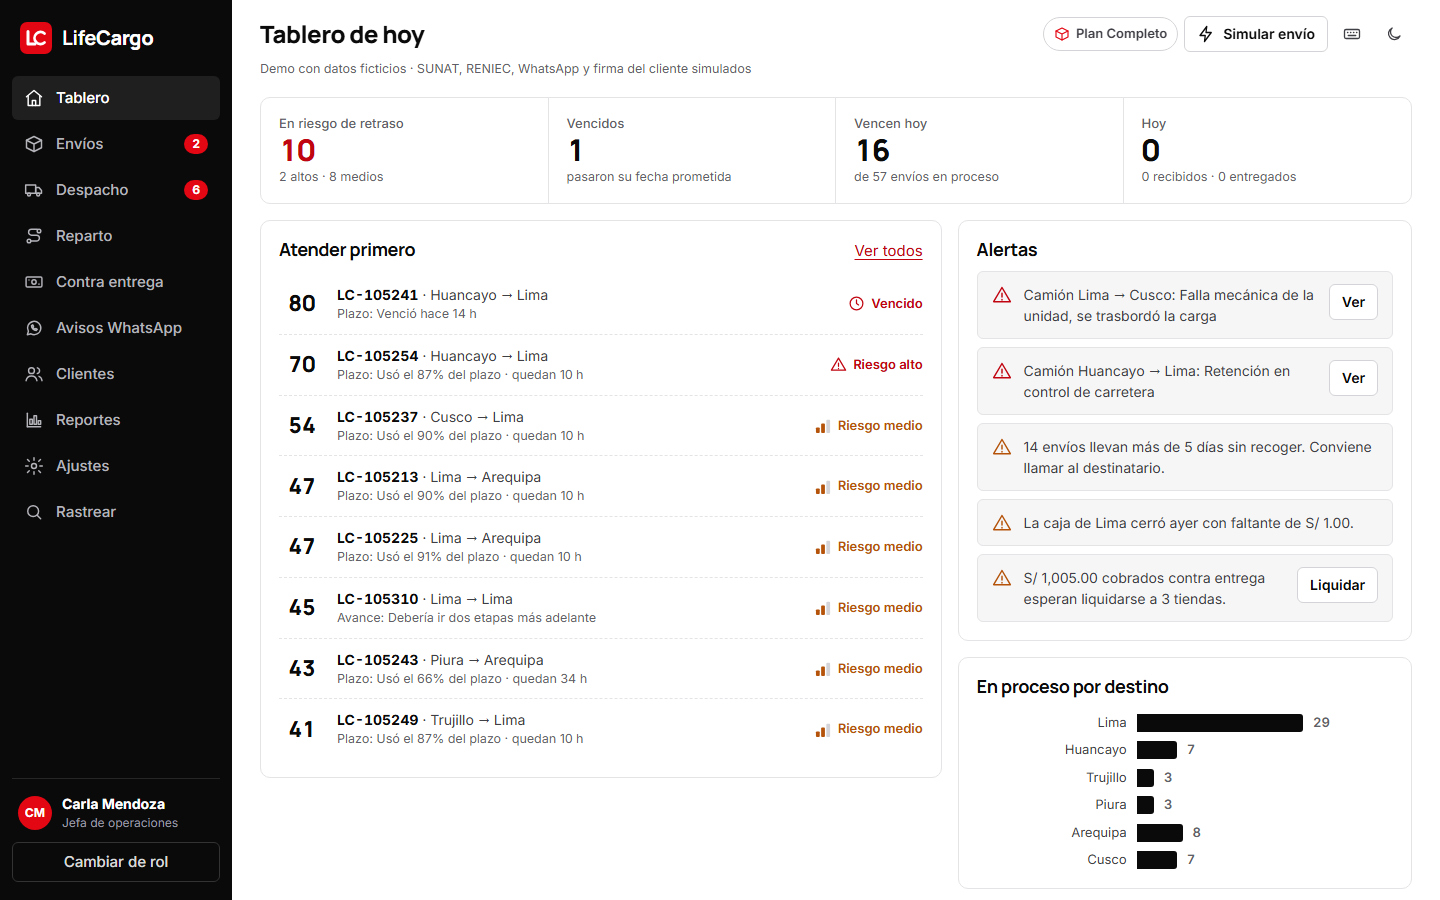 LC LifeCargo
Tablero
Envíos 2
Despacho 6
Reparto
Contra entrega
Avisos WhatsApp
Clientes
Reportes
Ajustes
Rastrear
CM Carla Mendoza
Jefa de operaciones
Cambiar de rol
Tablero de hoy
Plan Completo
Simular envío
Demo con datos ficticios · SUNAT, RENIEC, WhatsApp y firma del cliente simulados
En riesgo de retraso
10
2 altos · 8 medios
Vencidos
1
pasaron su fecha prometida
Vencen hoy
16
de 57 envíos en proceso
Hoy
0
0 recibidos · 0 entregados
Atender primero
Ver todos
80 LC-105241 · Huancayo → Lima
Plazo: Venció hace 14 h
Vencido
70 LC-105254 · Huancayo → Lima
Plazo: Usó el 87% del plazo · quedan 10 h
Riesgo alto
54 LC-105237 · Cusco → Lima
Plazo: Usó el 90% del plazo · quedan 10 h
Riesgo medio
47 LC-105213 · Lima → Arequipa
Plazo: Usó el 90% del plazo · quedan 10 h
Riesgo medio
47 LC-105225 · Lima → Arequipa
Plazo: Usó el 91% del plazo · quedan 10 h
Riesgo medio
45 LC-105310 · Lima → Lima
Avance: Debería ir dos etapas más adelante
Riesgo medio
43 LC-105243 · Piura → Arequipa
Plazo: Usó el 66% del plazo · quedan 34 h
Riesgo medio
41 LC-105249 · Trujillo → Lima
Plazo: Usó el 87% del plazo · quedan 10 h
Riesgo medio
Alertas
Camión Lima → Cusco: Falla mecánica de la
unidad, se trasbordó la carga
Ver
Camión Huancayo → Lima: Retención en
control de carretera
Ver
14 envíos llevan más de 5 días sin recoger. Conviene
llamar al destinatario.
La caja de Lima cerró ayer con faltante de S/ 1.00.
S/ 1,005.00 cobrados contra entrega
esperan liquidarse a 3 tiendas.
Liquidar
En proceso por destino
Lima 29
Huancayo 7
Trujillo 3
Piura 3
Arequipa 8
Cusco 7